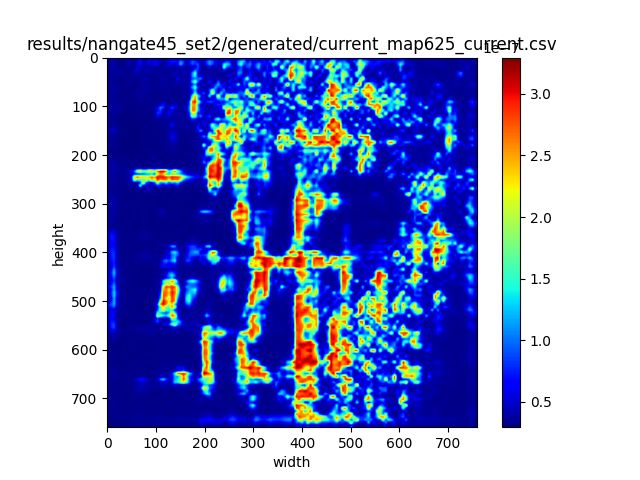 results/nangate45_set2/generated/current_map625_current.csv
1e−7
0
100
200
300
400
500
600
700
height
0 100 200 300 400 500 600 700
width
3.0
2.5
2.0
1.5
1.0
0.5